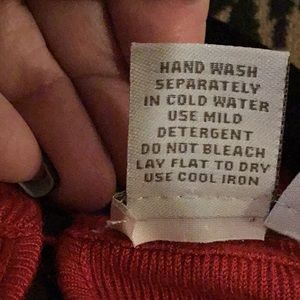 HAND WASH
SEPARATELY
IN COLD WATER
USE MILD
DETERGENT
DO NOT BLEACH
LAY FLAT TO DRY
USE COOL IRON